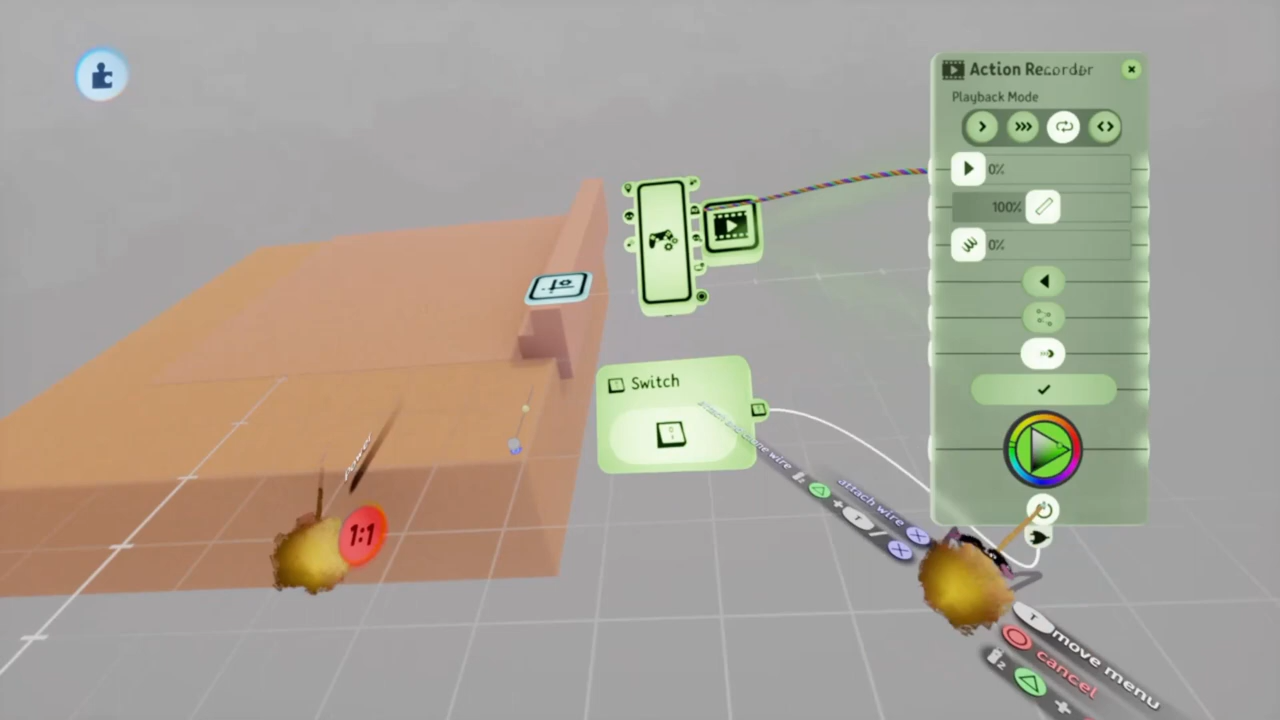 Action Recorder
Playback Mode
0%
100%
0%
Switch
1:1
attach wire
move menu
cancel